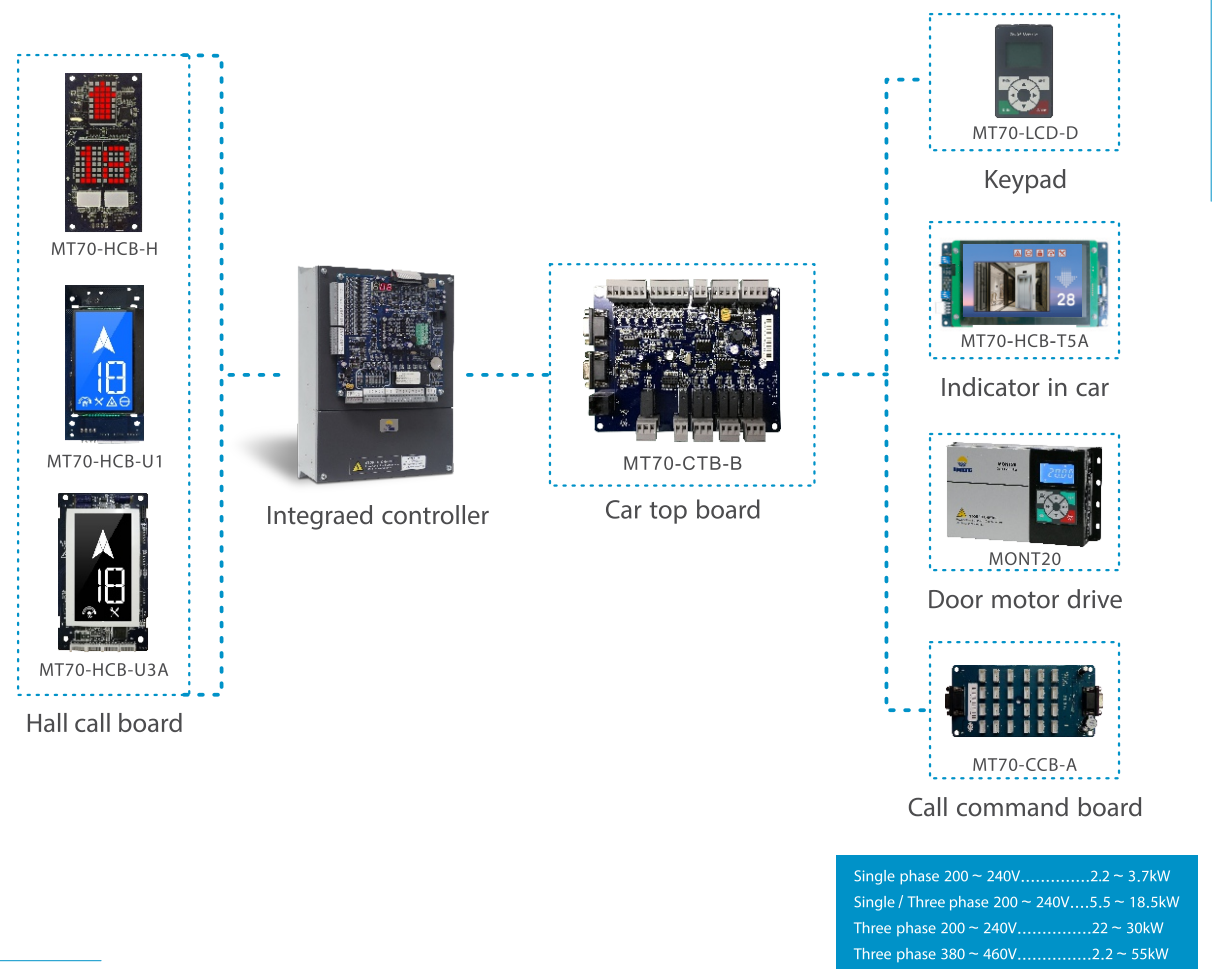 MT70-HCB-H
18
MT70-HCB-U1
18
MT70-HCB-U3A
Hall call board
Integraed controller
MT70-CTB-B
Car top board
MT70-LCD-D
Keypad
28
MT70-HCB-T5A
Indicator in car
MONT20
Door motor drive
MT70-CCB-A
Call command board
Single phase 200 ~ 240V..............2.2 ~ 3.7kW
Single / Three phase 200 ~ 240V....5.5 ~ 18.5kW
Three phase 200 ~ 240V...............22 ~ 30kW
Three phase 380 ~ 460V...............2.2 ~ 55kW